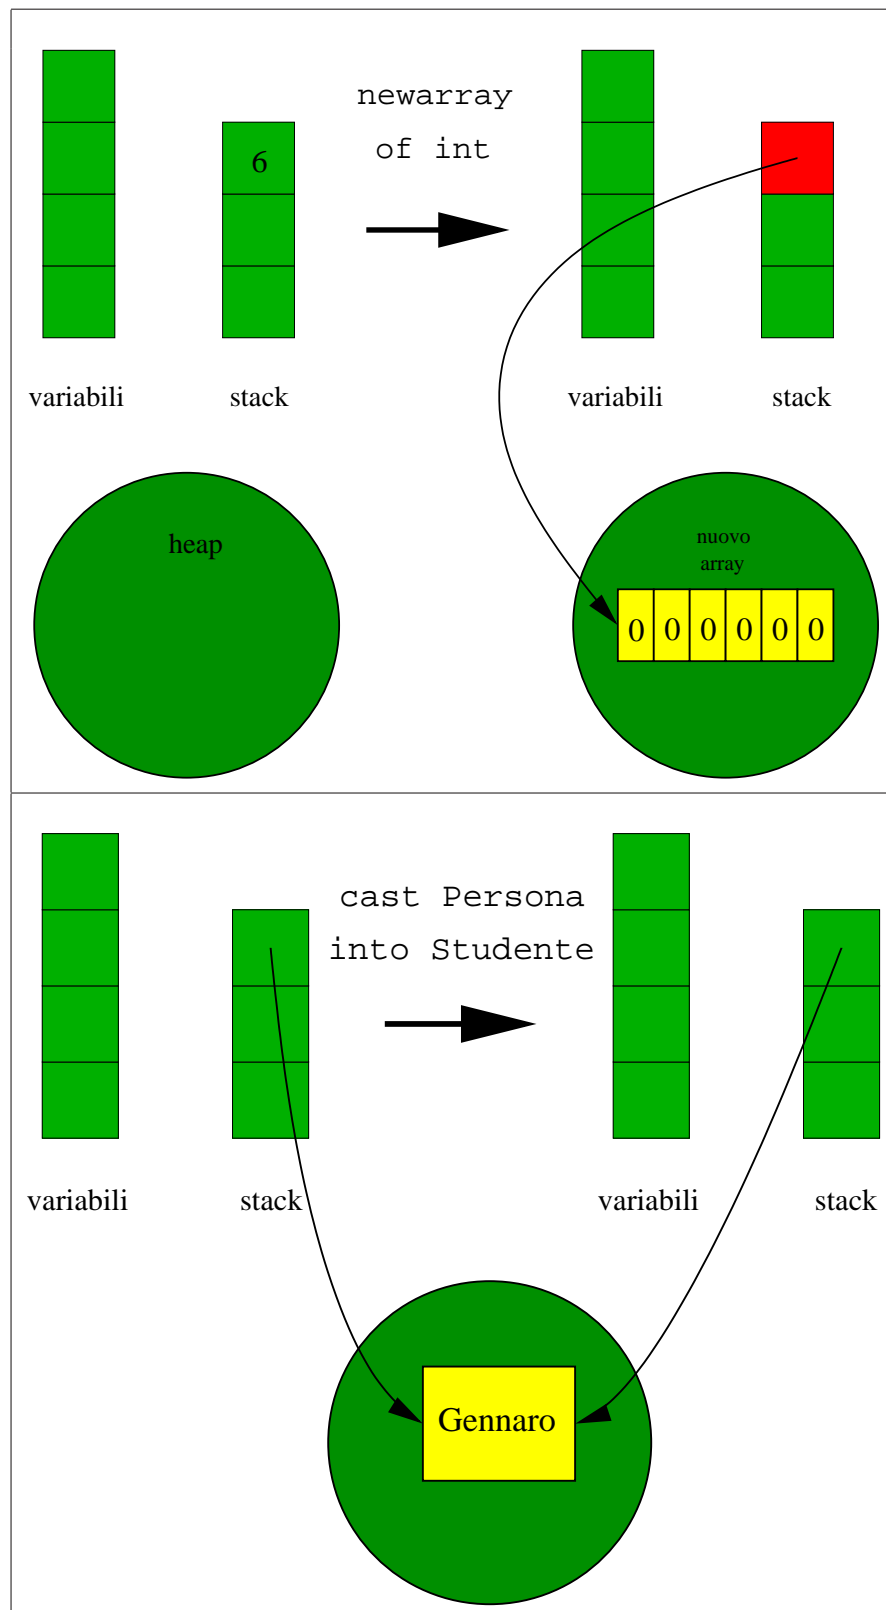 newarray
of int
6
variabili
stack
variabili
stack
heap
nuovo
array
0 0 0 0 0 0
cast Persona
into Studente
variabili
stack
variabili
stack
Gennaro